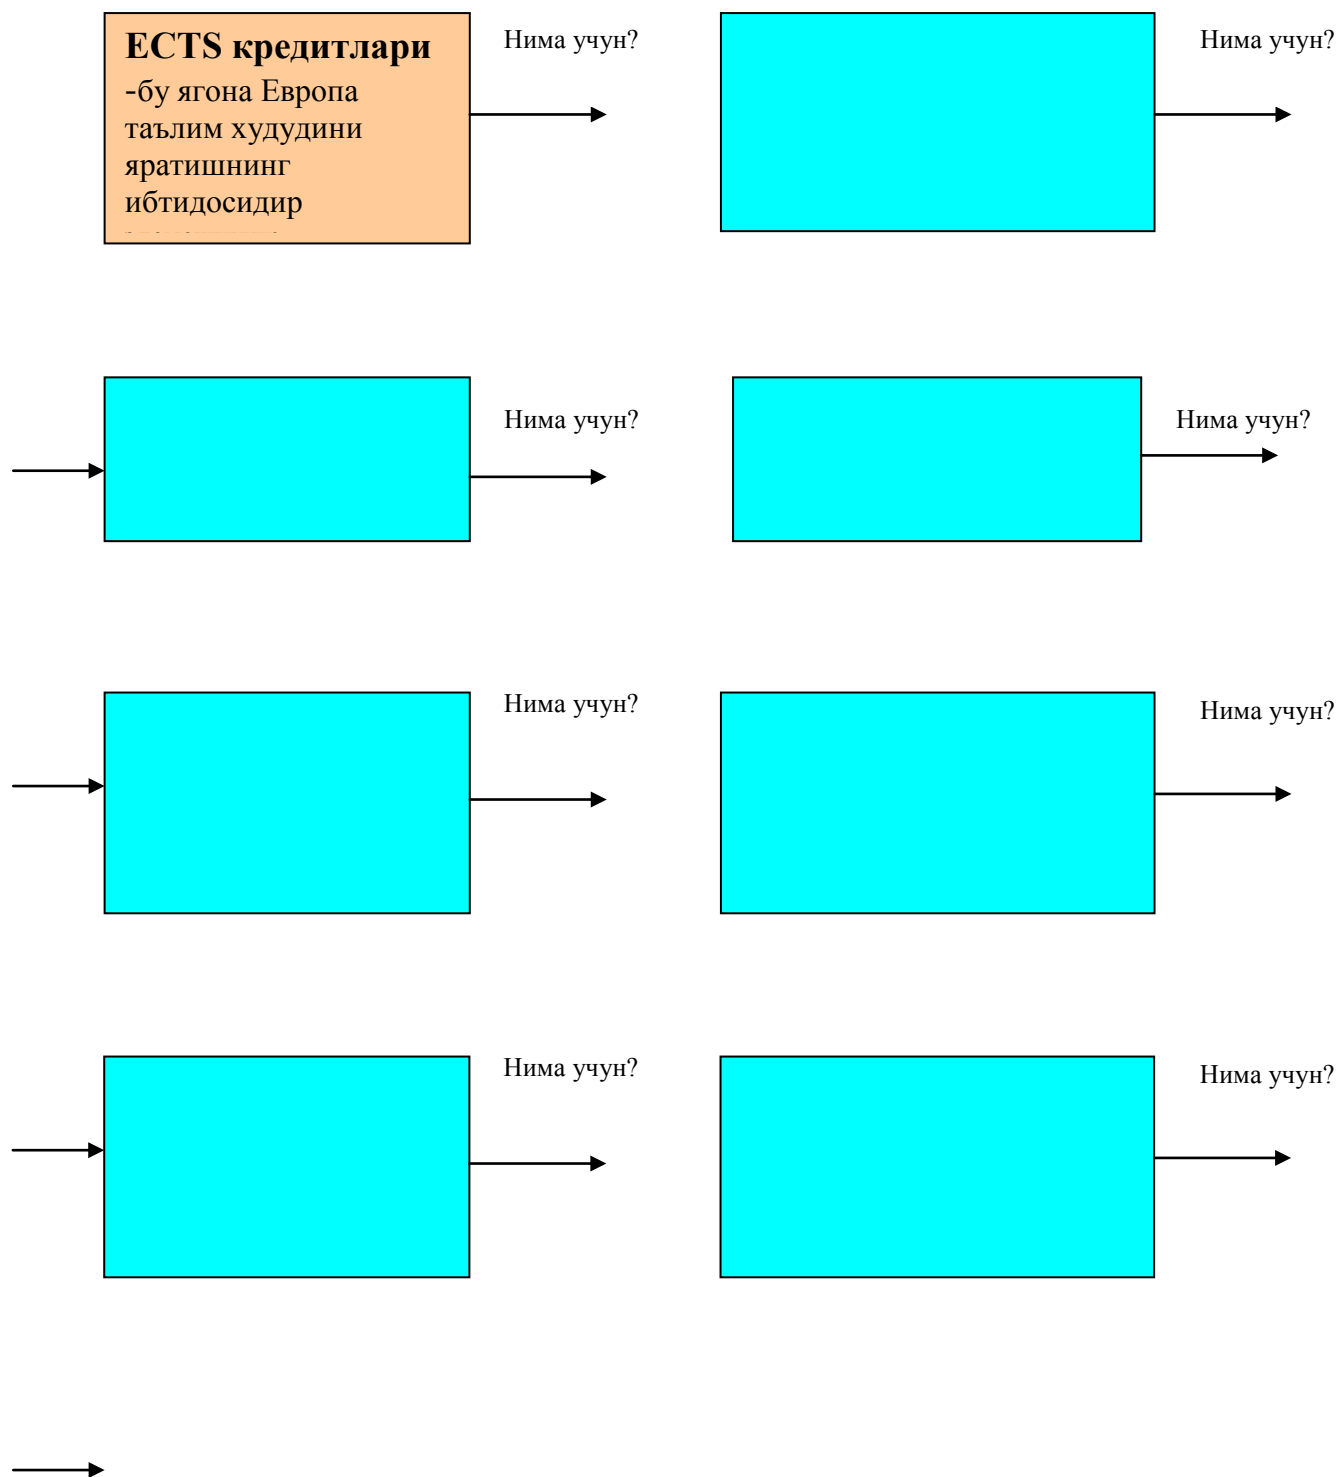 ECTS кредитлари
-бу ягона Европа
таълим худудини
яратишнинг
ибтидосидир
Нима учун?
Нима учун?
Нима учун?
Нима учун?
Нима учун?
Нима учун?
Нима учун?
Нима учун?